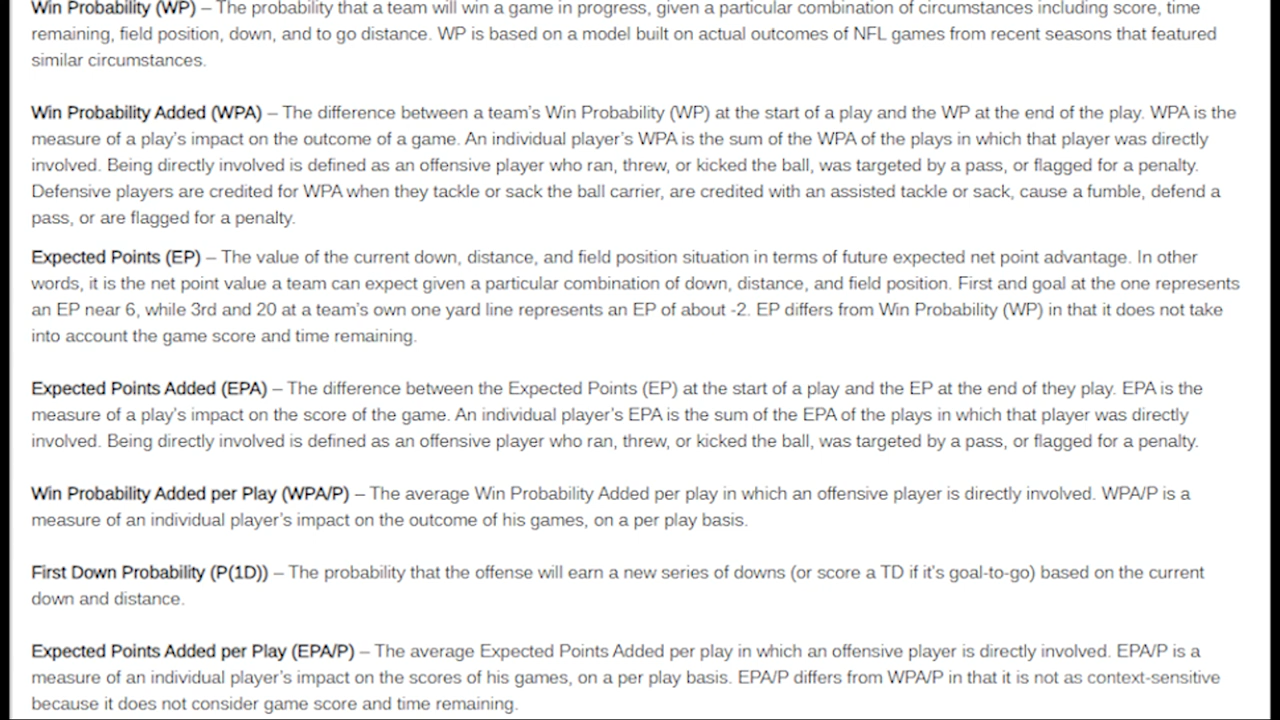 Win Probability (WP) – The probability that a team will win a game in progress, given a particular combination of circumstances including score, time
remaining, field position, down, and to go distance. WP is based on a model built on actual outcomes of NFL games from recent seasons that featured
similar circumstances.
Win Probability Added (WPA) – The difference between a team's Win Probability (WP) at the start of a play and the WP at the end of the play. WPA is the
measure of a play's impact on the outcome of a game. An individual player's WPA is the sum of the WPA of the plays in which that player was directly
involved. Being directly involved is defined as an offensive player who ran, threw, or kicked the ball, was targeted by a pass, or flagged for a penalty.
Defensive players are credited for WPA when they tackle or sack the ball carrier, are credited with an assisted tackle or sack, cause a fumble, defend a
pass, or are flagged for a penalty.
Expected Points (EP) – The value of the current down, distance, and field position situation in terms of future expected net point advantage. In other
words, it is the net point value a team can expect given a particular combination of down, distance, and field position. First and goal at the one represents
an EP near 6, while 3rd and 20 at a team's own one yard line represents an EP of about -2. EP differs from Win Probability (WP) in that it does not take
into account the game score and time remaining.
Expected Points Added (EPA) – The difference between the Expected Points (EP) at the start of a play and the EP at the end of they play. EPA is the
measure of a play's impact on the score of the game. An individual player's EPA is the sum of the EPA of the plays in which that player was directly
involved. Being directly involved is defined as an offensive player who ran, threw, or kicked the ball, was targeted by a pass, or flagged for a penalty.
Win Probability Added per Play (WPA/P) – The average Win Probability Added per play in which an offensive player is directly involved. WPA/P is a
measure of an individual player's impact on the outcome of his games, on a per play basis.
First Down Probability (P(1D)) – The probability that the offense will earn a new series of downs (or score a TD if it's goal-to-go) based on the current
down and distance.
Expected Points Added per Play (EPA/P) – The average Expected Points Added per play in which an offensive player is directly involved. EPA/P is a
measure of an individual player's impact on the scores of his games, on a per play basis. EPA/P differs from WPA/P in that it is not as context-sensitive
because it does not consider game score and time remaining.